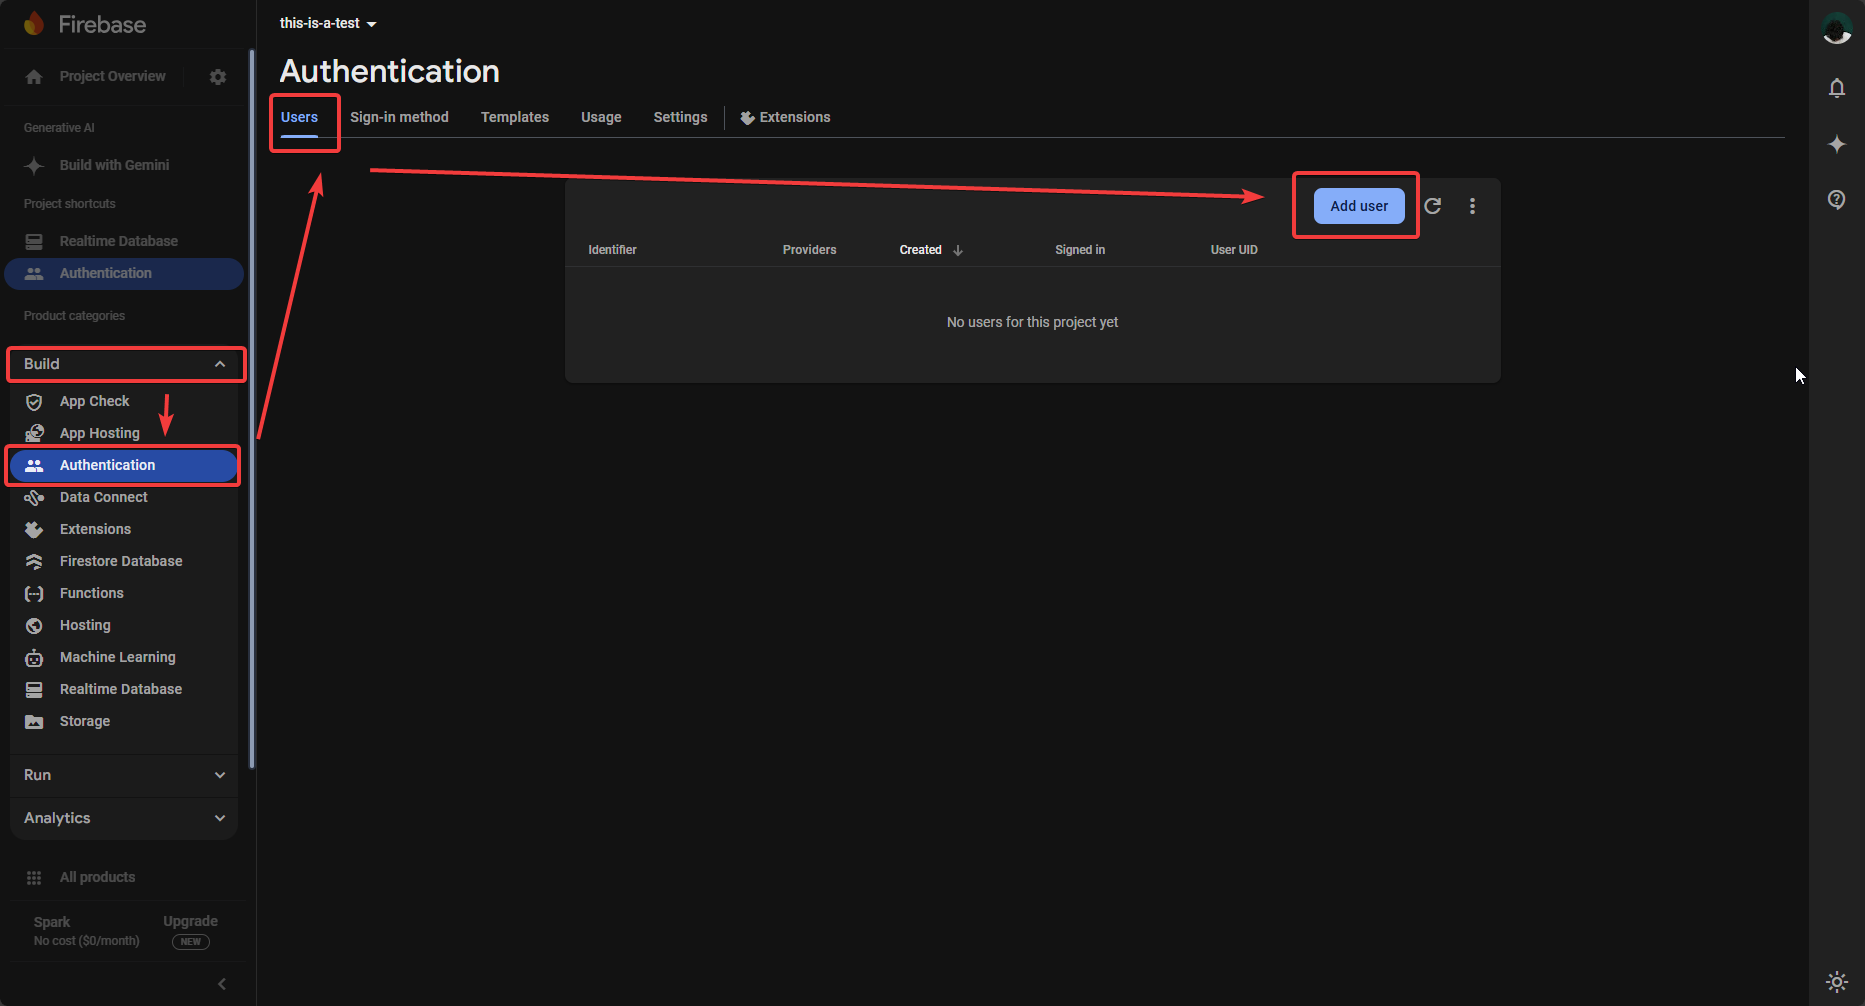 Firebase
Project Overview
Generative AI
Build with Gemini
Project shortcuts
Realtime Database
Authentication
Product categories
Build
App Check
App Hosting
Authentication
Data Connect
Extensions
Firestore Database
Functions
Hosting
Machine Learning
Realtime Database
Storage
Run
Analytics
All products
Spark
No cost ($0/month)
Upgrade
NEW
this-is-a-test
Authentication
Users Sign-in method Templates Usage Settings Extensions
Add user
Identifier Providers Created Signed in User UID
No users for this project yet